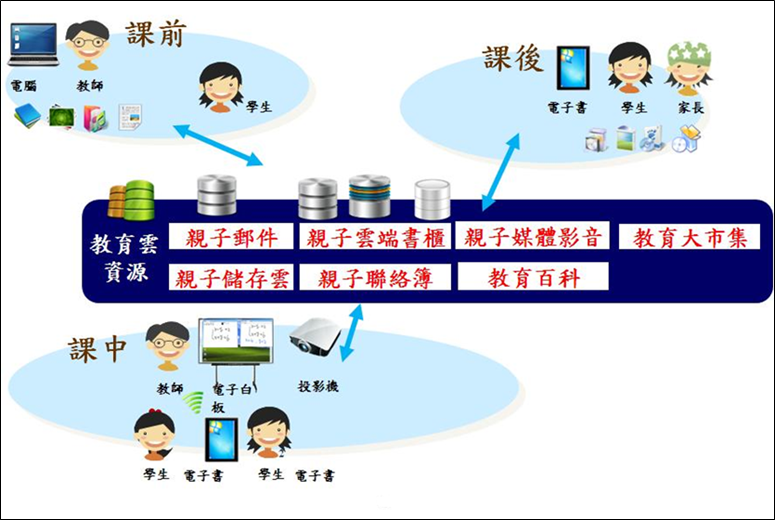 課前
電腦
教師
學生
課後
電子書
學生
家長
教育雲
資源
親子郵件
親子雲端書櫃
親子媒體影音
教育大市集
親子儲存雲
親子聯絡簿
教育百科
課中
教師
電子白
板
投影機
學生
電子書
學生
電子書